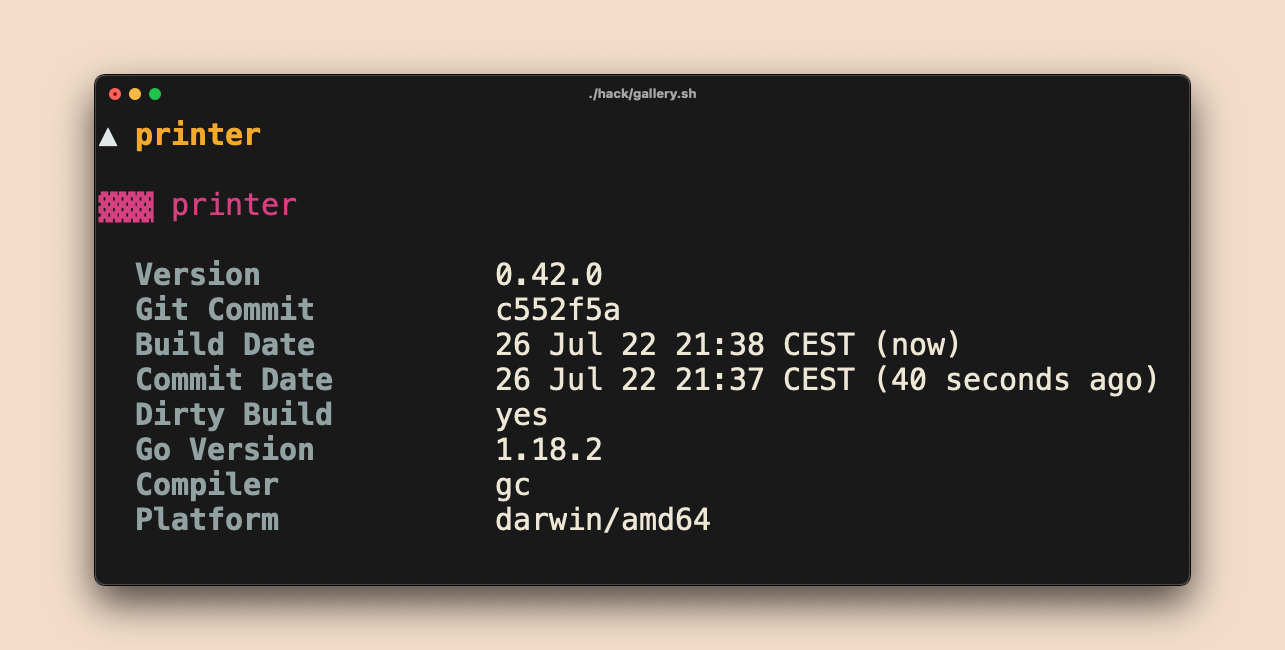 ./hack/gallery.sh
▲ printer
▓▓▓ printer
Version 0.42.0
Git Commit c552f5a
Build Date 26 Jul 22 21:38 CEST (now)
Commit Date 26 Jul 22 21:37 CEST (40 seconds ago)
Dirty Build yes
Go Version 1.18.2
Compiler gc
Platform darwin/amd64